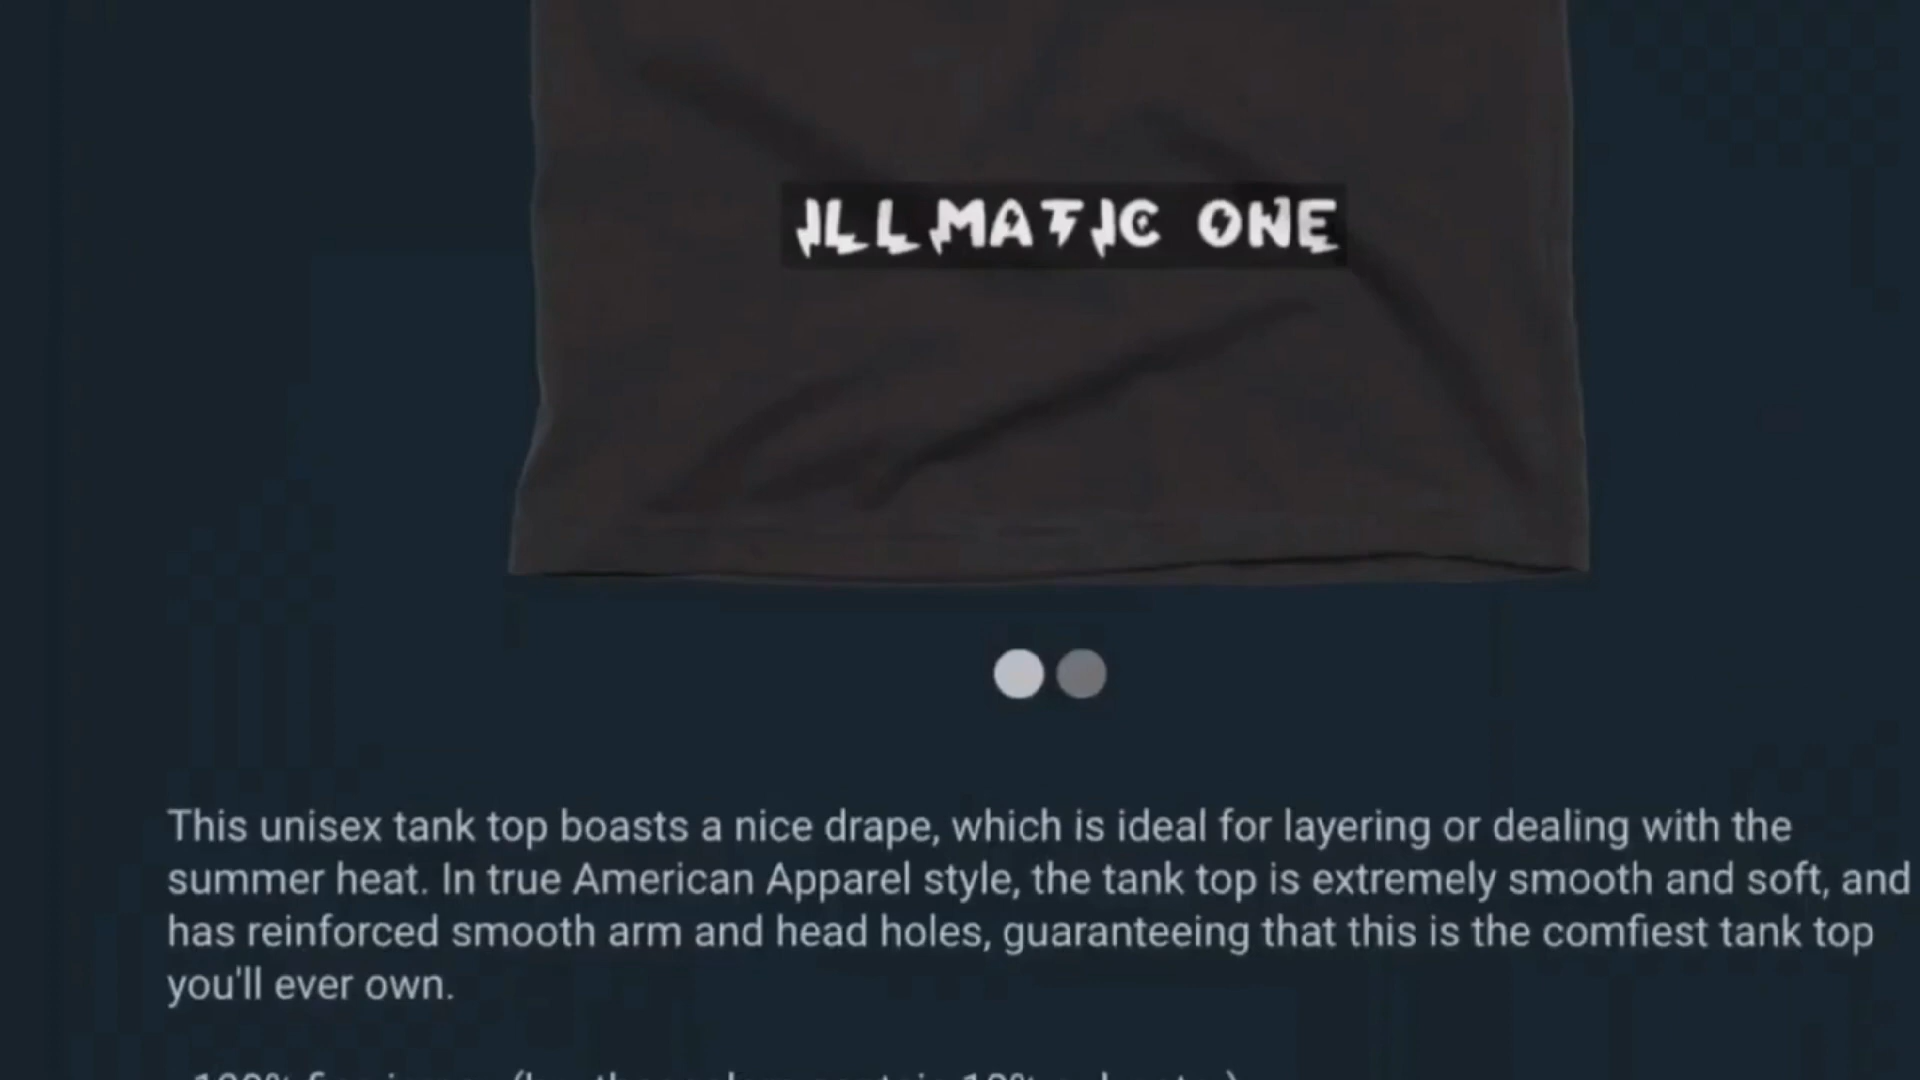 ILLMATIC ONE
This unisex tank top boasts a nice drape, which is ideal for layering or dealing with the
summer heat. In true American Apparel style, the tank top is extremely smooth and soft, and
has reinforced smooth arm and head holes, guaranteeing that this is the comfiest tank top
you'll ever own.